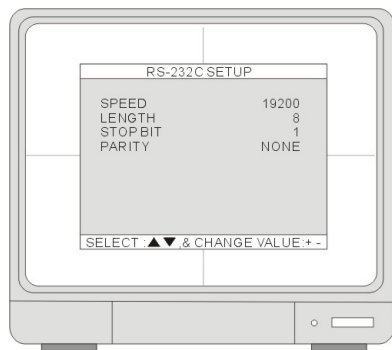 RS-232C SETUP
SPEED 19200
LENGTH 8
STOP BIT 1
PARITY NONE
SELECT :▲▼,& CHANGE VALUE:+ -